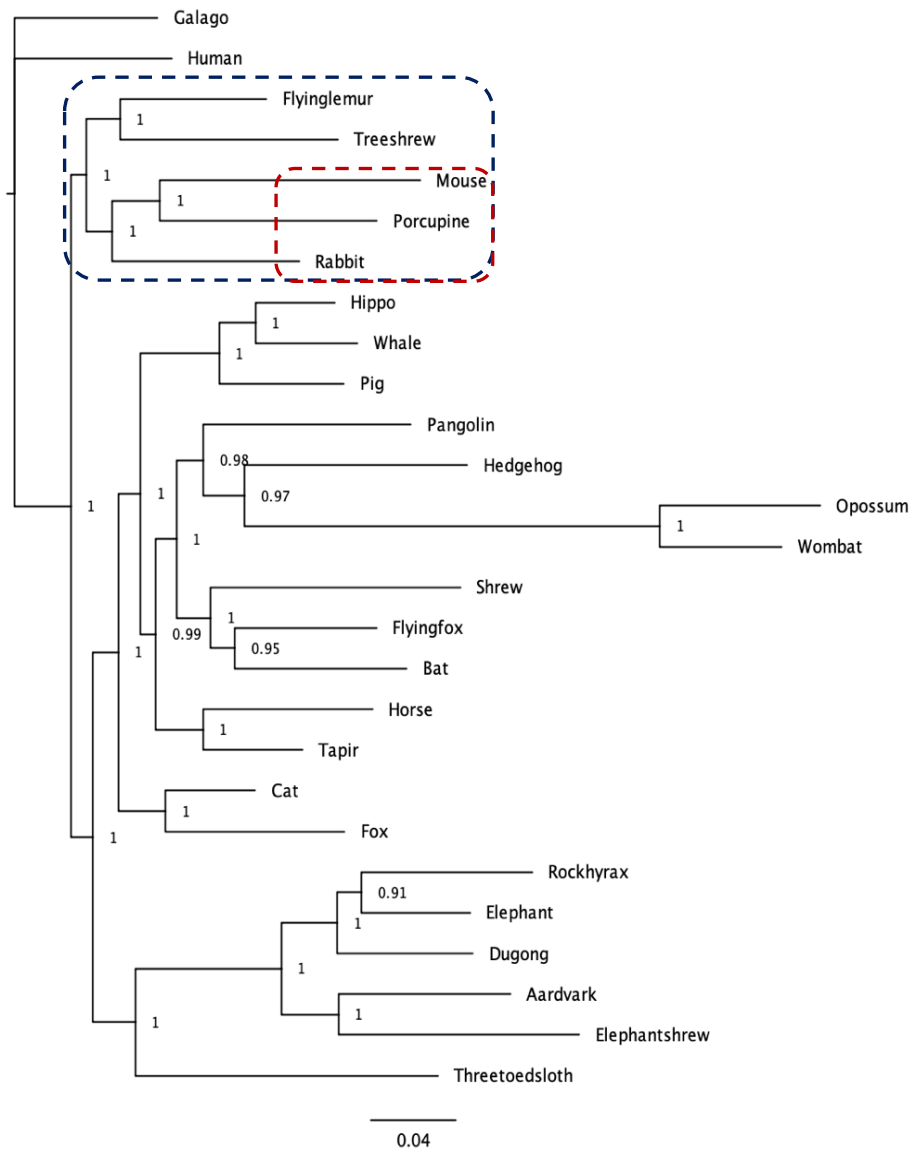 Galago
Human
Flyinglemur
1
Treeshrew
1
Mouse
1
Porcupine
1
Rabbit
Hippo
1
Whale
1
Pig
Pangolin
0.98
Hedgehog
1
0.97
Opossum
1
1
1
Wombat
Shrew
1
Flyingfox
0.99
0.95
1
Bat
Horse
1
Tapir
Cat
1
Fox
1
Rockhyrax
0.91
Elephant
1
Dugong
1
Aardvark
1
1
Elephantshrew
Threetoedsloth
0.04